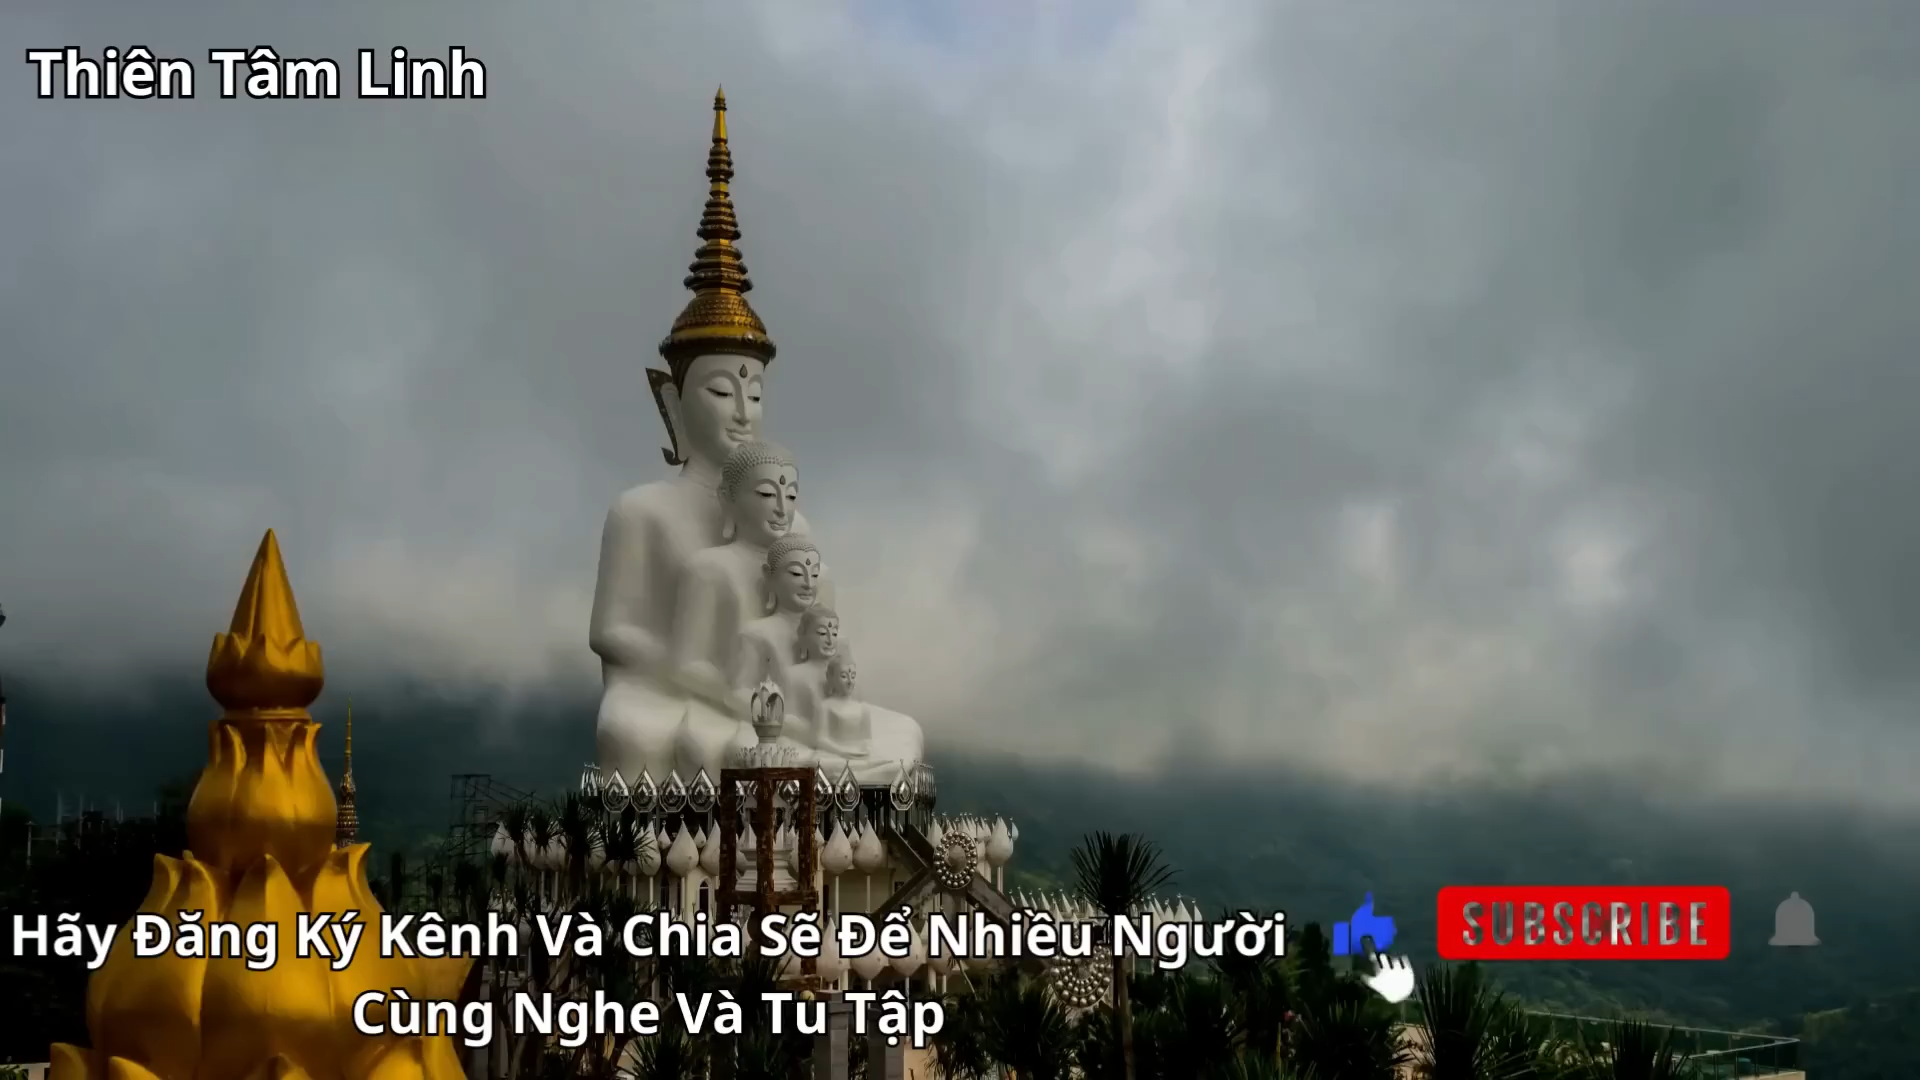 Thiên Tâm Linh
Hãy Đăng Ký Kênh Và Chia Sẽ Để Nhiều Người
SUBSCRIBE
Cùng Nghe Và Tu Tập